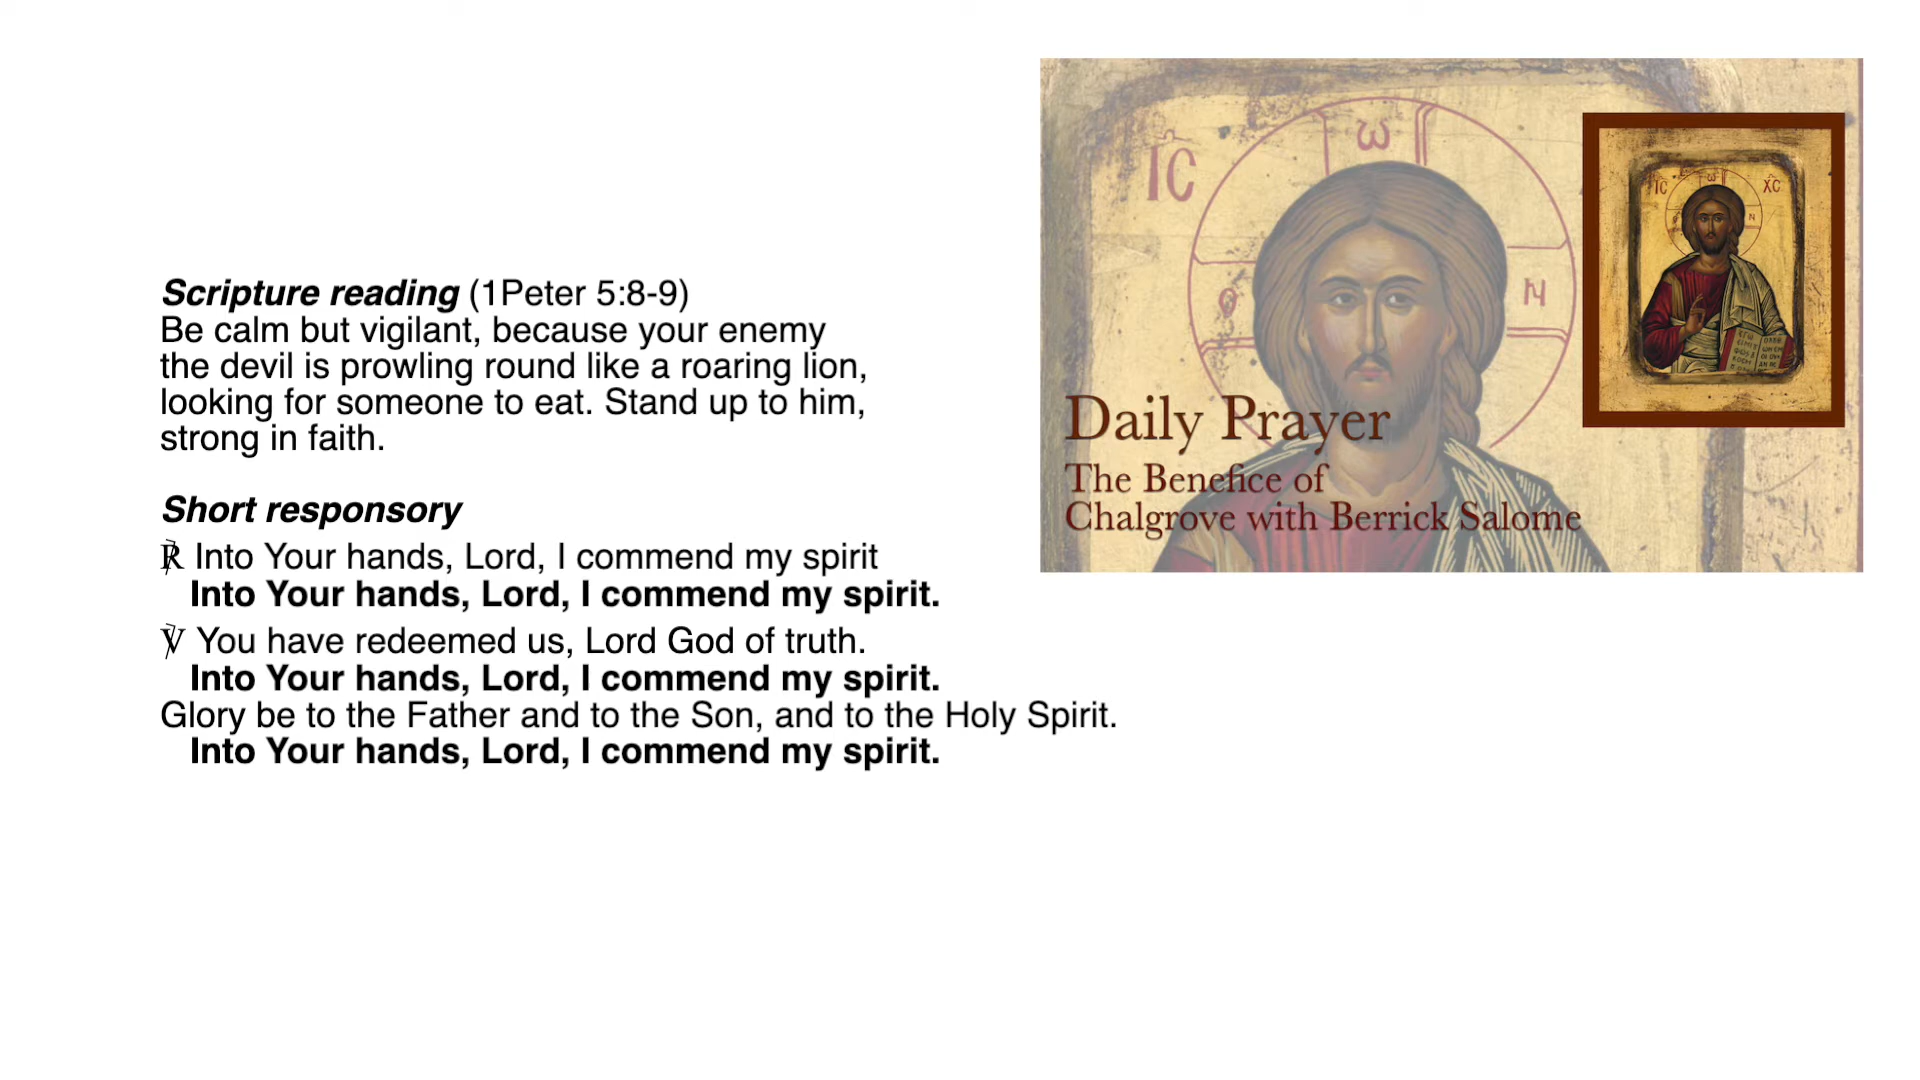 Scripture reading (1Peter 5:8-9)
Be calm but vigilant, because your enemy
the devil is prowling round like a roaring lion,
looking for someone to eat. Stand up to him,
strong in faith.
Short responsory
℟ Into Your hands, Lord, I commend my spirit
Into Your hands, Lord, I commend my spirit.
℣ You have redeemed us, Lord God of truth.
Into Your hands, Lord, I commend my spirit.
Glory be to the Father and to the Son, and to the Holy Spirit.
Into Your hands, Lord, I commend my spirit.
IC
ω
N
Daily Prayer
The Benefice of
Chalgrove with Berrick Salome
IC
XC
ω
N